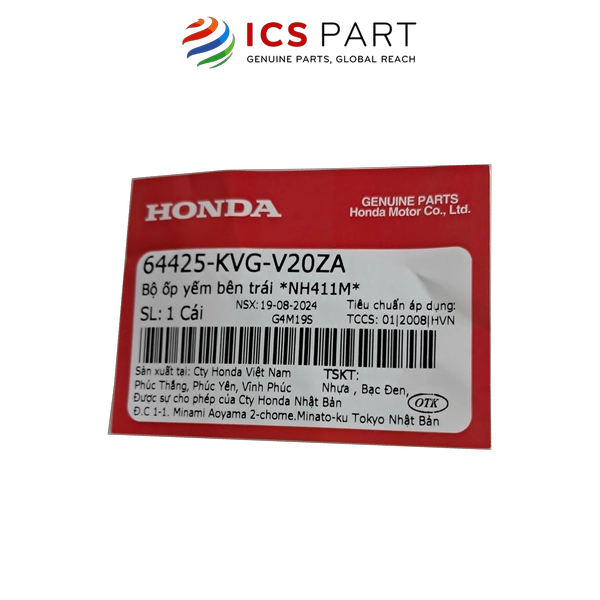 ICS PART
GENUINE PARTS, GLOBAL REACH
HONDA
GENUINE PARTS
Honda Motor Co., Ltd.
64425-KVG-V20ZA
Bộ ốp yếm bên trái *NH411M*
SL: 1 Cái
NSX: 19-08-2024
G4M19S
Tiêu chuẩn áp dụng:
TCCS: 01|2008|HVN
Sản xuất tại: Cty Honda Việt Nam
Phúc Thắng, Phúc Yên, Vĩnh Phúc
TSKT:
Nhựa , Bạc Đen,
Được sự cho phép của Cty Honda Nhật Bản
OTK
Đ.C 1-1. Minami Aoyama 2-chome.Minato-ku Tokyo Nhật Bản